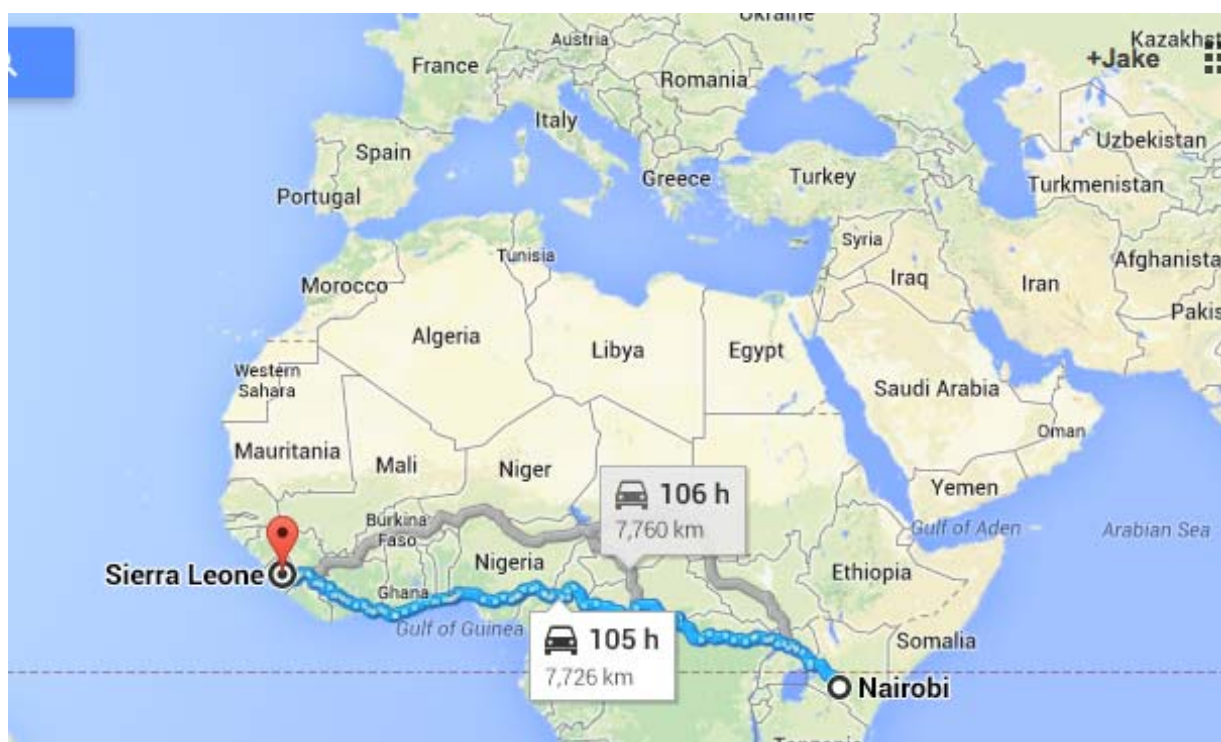 Ukraine
Austria
Kazakhst
+Jake
France
Romania
Italy
Uzbekistan
Spain
Greece
Turkey
Turkmenistan
Portugal
Syria
Tunisia
Afghanista
Iraq
Iran
Morocco
Pakis
Algeria
Libya
Egypt
Western
Sahara
Saudi Arabia
Oman
Mauritania
Mali
Niger
Yemen
106 h
7,760 km
Burkina
Faso
Gulf of Aden
Arabian Sea
Nigeria
Sierra Leone
Ethiopia
Ghana
Gulf of Guinea
105 h
7,726 km
Somalia
Nairobi
Tanzania